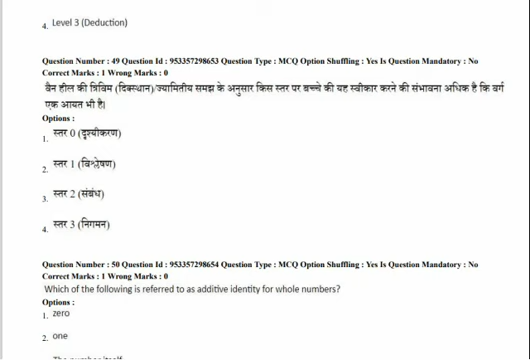 4. Level 3 (Deduction)
Question Number : 49 Question Id : 953357298653 Question Type : MCQ Option Shuffling : Yes Is Question Mandatory : No
Correct Marks : 1 Wrong Marks : 0
वैन हील की त्रिविम (दिक्स्थान)/ज्यामितीय समझ के अनुसार किस स्तर पर बच्चे की यह स्वीकार करने की संभावना अधिक है कि वर्ग
एक आयत भी है।
Options :
1. स्तर 0 (दृश्यीकरण)
2. स्तर 1 (विश्लेषण)
3. स्तर 2 (संबंध)
4. स्तर 3 (निगमन)
Question Number : 50 Question Id : 953357298654 Question Type : MCQ Option Shuffling : Yes Is Question Mandatory : No
Correct Marks : 1 Wrong Marks : 0
Which of the following is referred to as additive identity for whole numbers?
Options :
1. zero
2. one